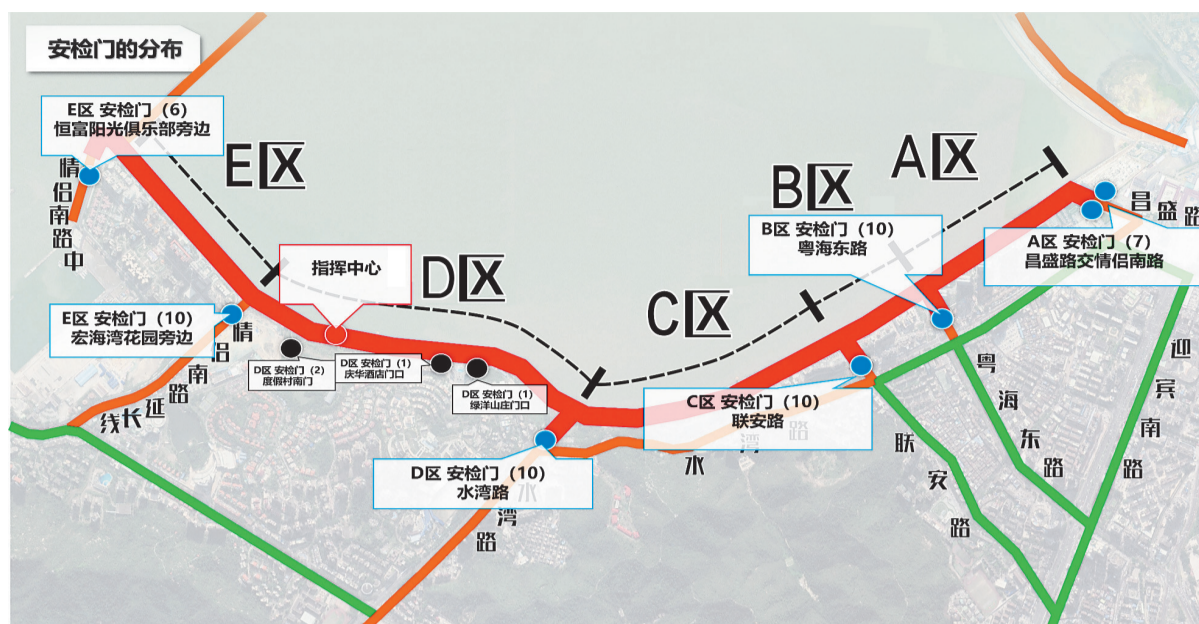 安检门的分布
E区 安检门（6）
恒富阳光俱乐部旁边
情侣南路中
E区
A区
B区
昌盛路
B区 安检门（10）
粤海东路
A区 安检门（7）
昌盛路交情侣南路
指挥中心
D区
C区
E区 安检门（10）
宏海湾花园旁边
情侣南路延长线
D区 安检门（2）
度假村南门
D区 安检门（1）
庆华酒店门口
D区 安检门（1）
绿洋山庄门口
C区 安检门（10）
联安路
D区 安检门（10）
水湾路
水湾路
水湾路
联安路
粤海东路
迎宾南路